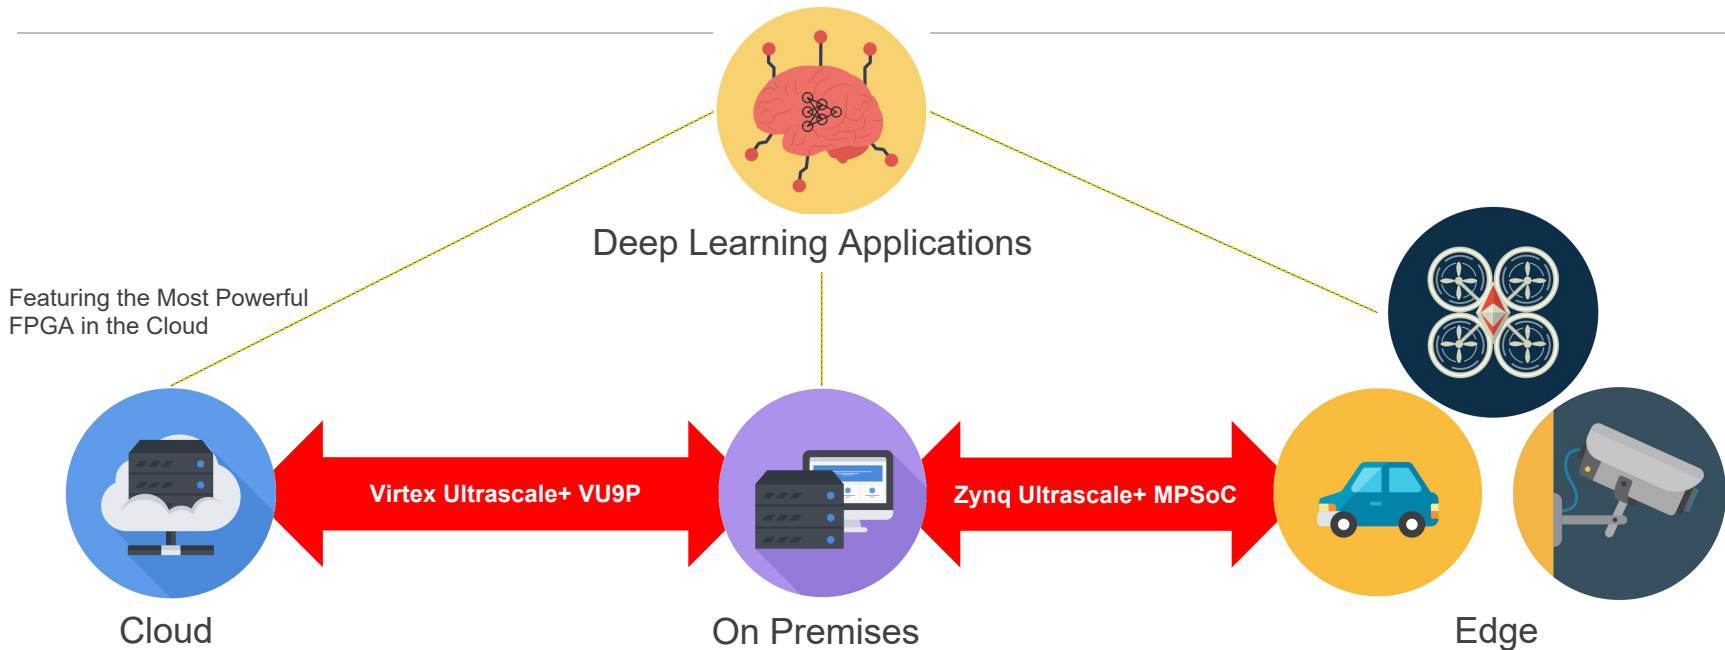 Deep Learning Applications
Featuring the Most Powerful
FPGA in the Cloud
Virtex Ultrascale+ VU9P
Zynq Ultrascale+ MPSoC
Cloud
On Premises
Edge